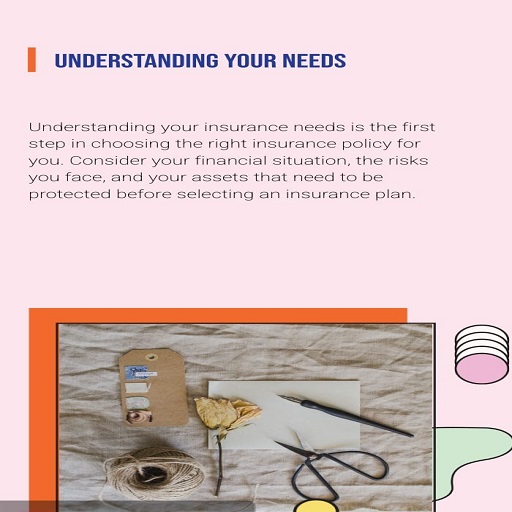 UNDERSTANDING YOUR NEEDS
Understanding your insurance needs is the first
step in choosing the right insurance policy for
you. Consider your financial situation, the risks
you face, and your assets that need to be
protected before selecting an insurance plan.